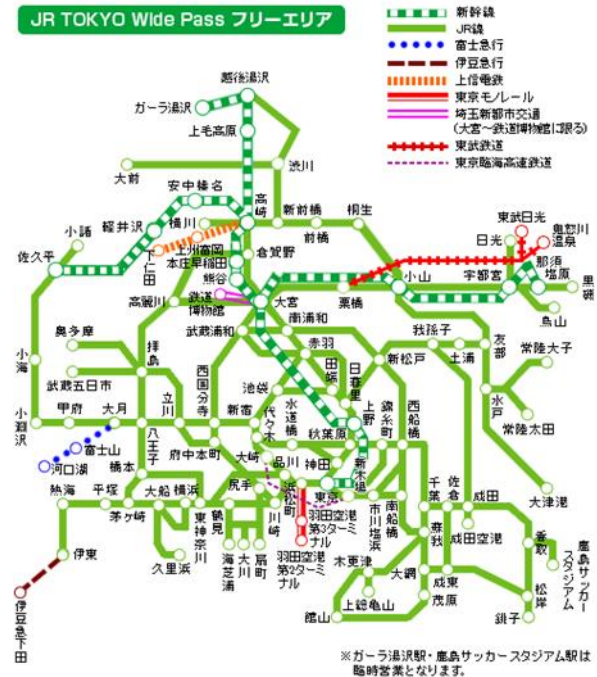 JR TOKYO Wide Pass フリーエリア
新幹線
JR線
富士急行
伊豆急行
上信電鉄
東京モノレール
埼玉新都市交通
(大宮～鉄道博物館に限る)
東武鉄道
東京臨海高速鉄道
越後湯沢
ガーラ湯沢
上毛高原
大前
渋川
安中榛名
高崎
新前橋
桐生
前橋
小諸
軽井沢
横川
佐久平
下仁田
上州富岡
本庄早稲田
倉賀野
熊谷
東武日光
鬼怒川温泉
日光
那須塩原
小山
宇都宮
黒磯
栗橋
烏山
高麗川
鉄道博物館
大宮
奥多摩
拝島
武蔵浦和
南浦和
我孫子
友部
常陸大子
赤羽
新松戸
土浦
小海
武蔵五日市
西国分寺
池袋
田端
日暮里
水戸
小淵沢
甲府
大月
立川
新宿
代々木
水道橋
上野
錦糸町
西船橋
常陸太田
富士山
河口湖
八王子
府中本町
秋葉原
大崎
品川
神田
新木場
大津港
橋本
尻手
浜松町
東京
熱海
平塚
茅ヶ崎
大船
横浜
東神奈川
鶴見
川崎
羽田空港第3ターミナル
羽田空港第2ターミナル
市川塩浜
南船橋
千葉
佐倉
成田
成田空港
香取
鹿島サッカースタジアム
蘇我
伊東
久里浜
海芝浦
大川
扇町
木更津
大網
成東
松岸
伊豆急下田
館山
上総亀山
茂原
銚子
※ガーラ湯沢駅・鹿島サッカースタジアム駅は
臨時営業となります。